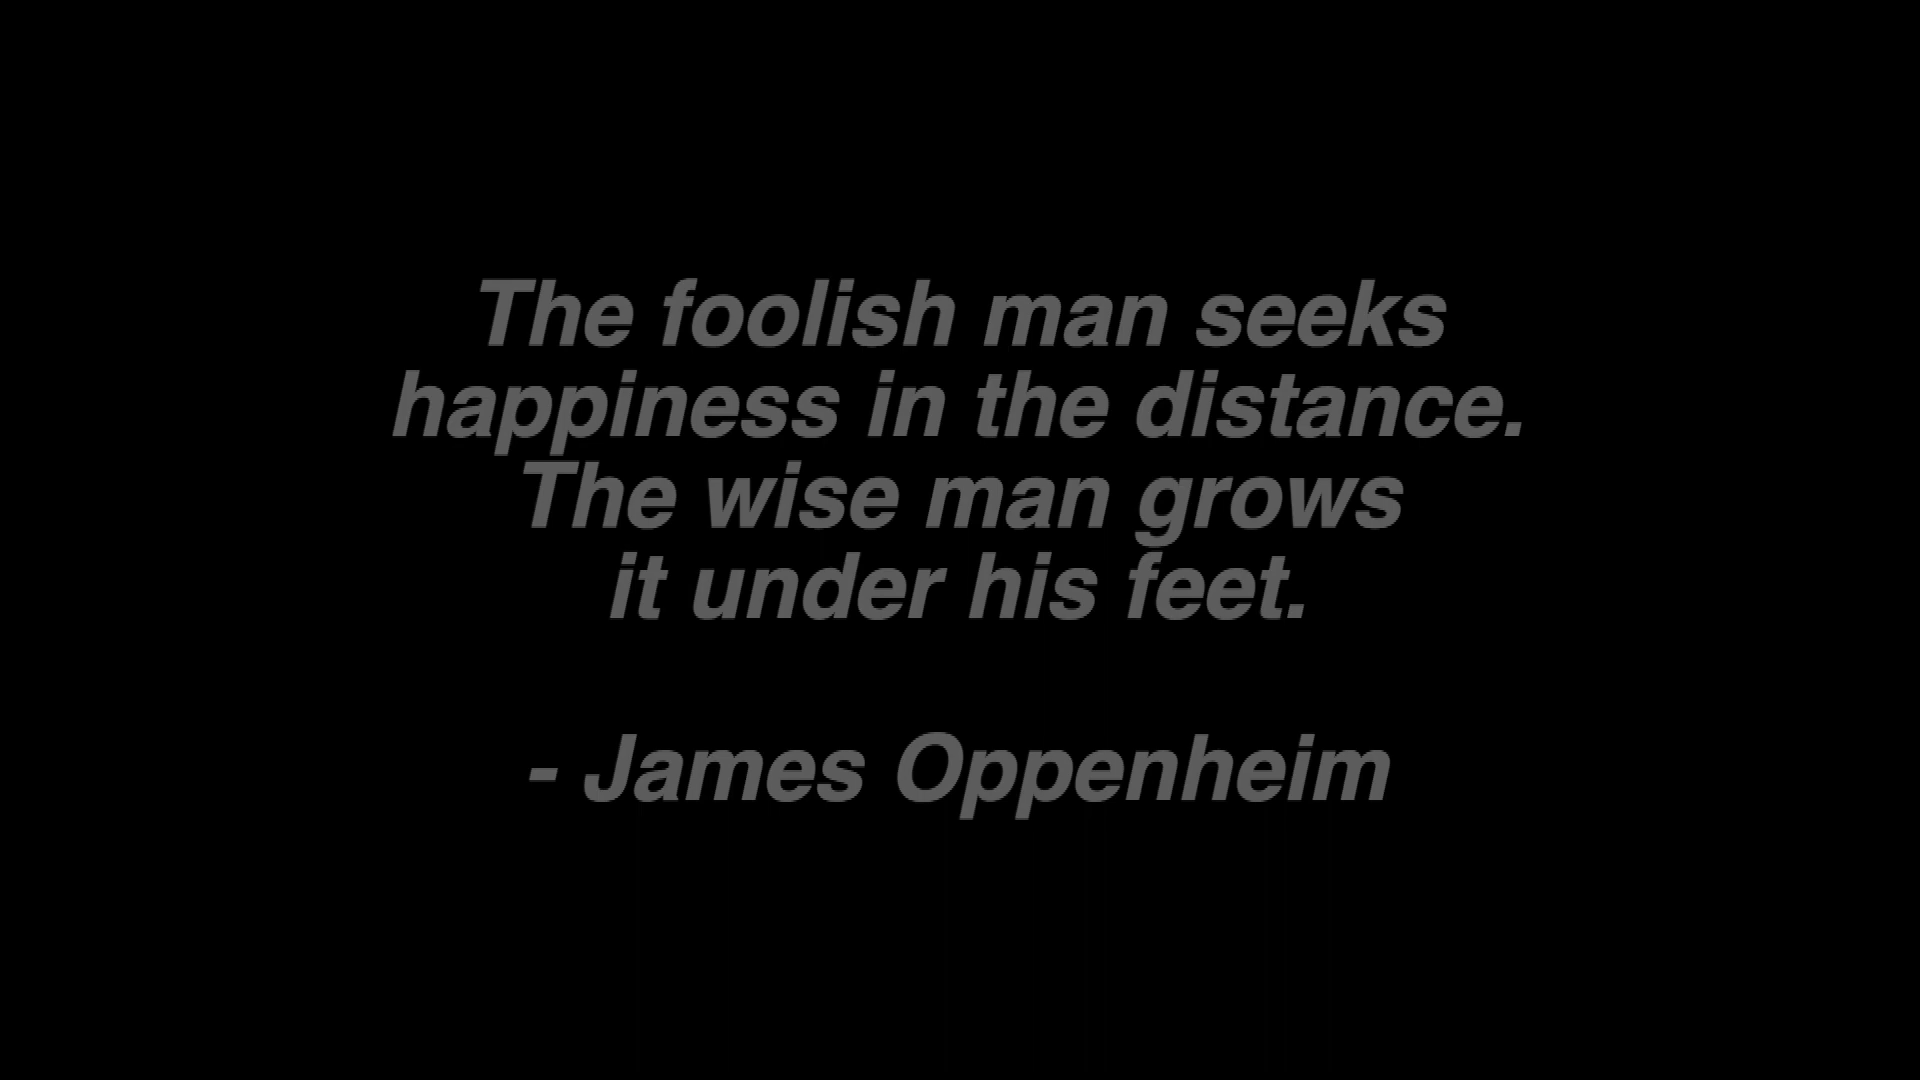 The foolish man seeks
happiness in the distance.
The wise man grows
it under his feet.
- James Oppenheim